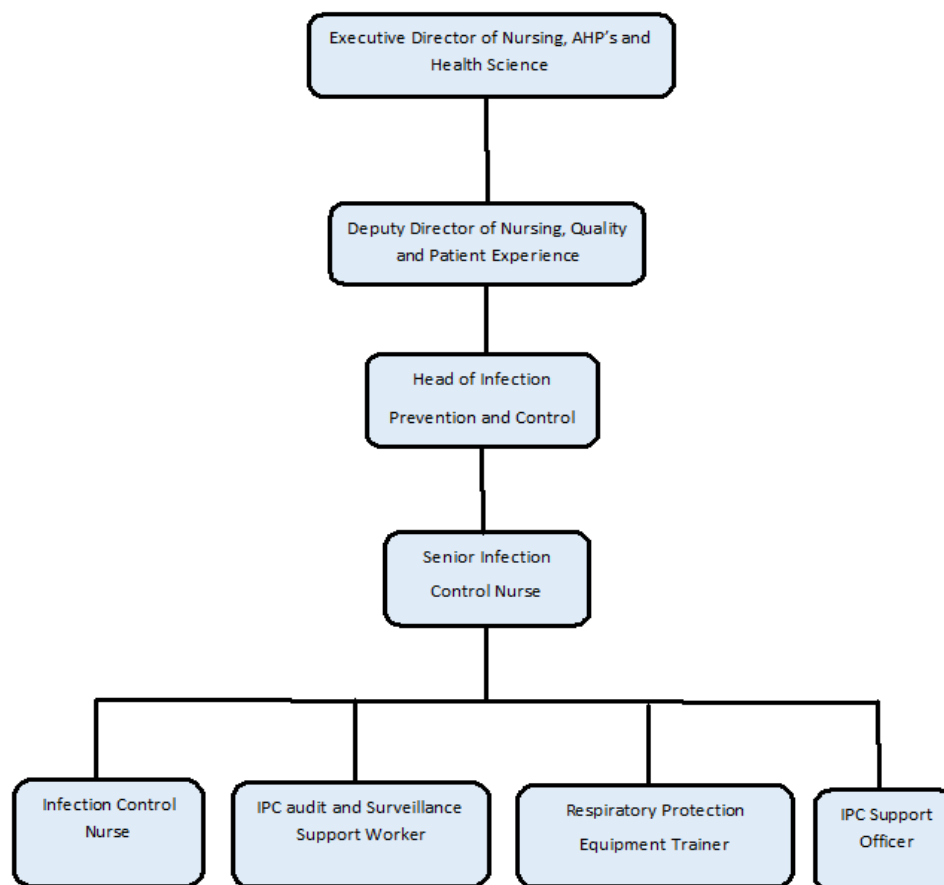 Executive Director of Nursing, AHP's and
Health Science
Deputy Director of Nursing, Quality
and Patient Experience
Head of Infection
Prevention and Control
Senior Infection
Control Nurse
Infection Control
Nurse
IPC audit and Surveillance
Support Worker
Respiratory Protection
Equipment Trainer
IPC Support
Officer